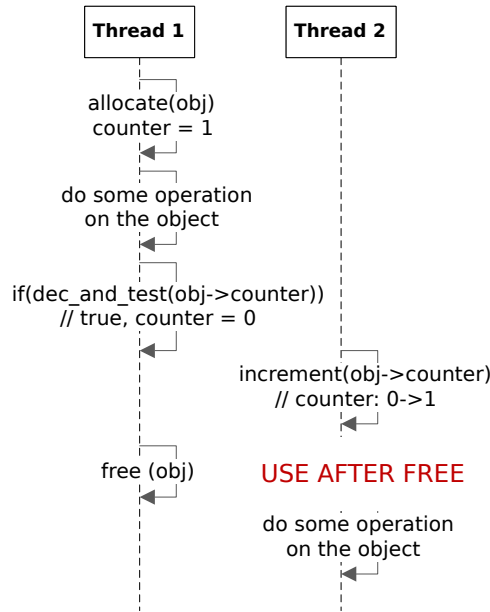 Thread 1
Thread 2
allocate(obj)
counter = 1
do some operation
on the object
if(dec_and_test(obj->counter))
// true, counter = 0
increment(obj->counter)
// counter: 0->1
free (obj)
USE AFTER FREE
do some operation
on the object